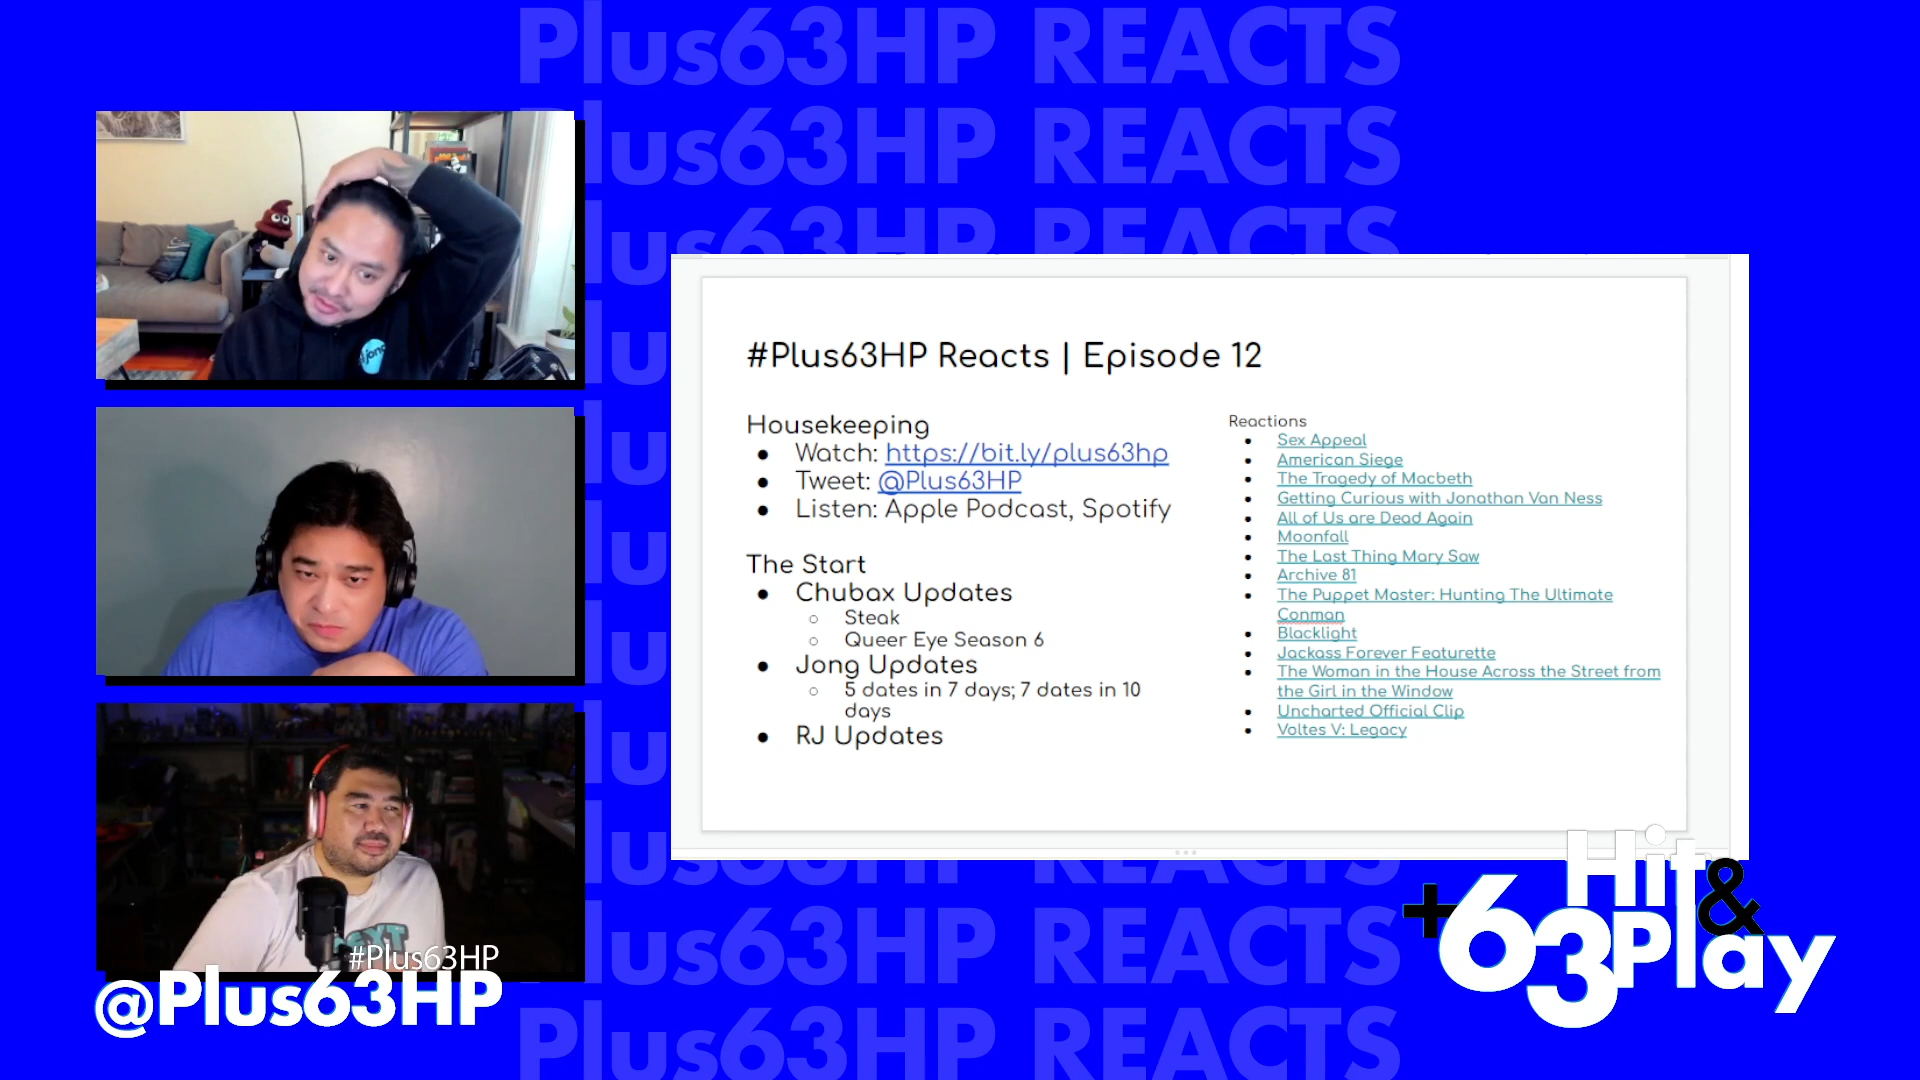 Plus63HP REACTS
Plus63HP REACTS
Plus63HP REACTS
#Plus63HP Reacts | Episode 12
Housekeeping
● Watch: https://bit.ly/plus63hp
● Tweet: @Plus63HP
● Listen: Apple Podcast, Spotify
The Start
● Chubax Updates
○ Steak
○ Queer Eye Season 6
● Jong Updates
○ 5 dates in 7 days; 7 dates in 10
days
● RJ Updates
Reactions
● Sex Appeal
● American Siege
● The Tragedy of Macbeth
● Getting Curious with Jonathan Van Ness
● All of Us are Dead Again
● Moonfall
● The Last Thing Mary Saw
● Archive 81
● The Puppet Master: Hunting The Ultimate
Conman
● Blacklight
● Jackass Forever Featurette
● The Woman in the House Across the Street from
the Girl in the Window
● Uncharted Official Clip
● Voltes V: Legacy
#Plus63HP
@Plus63HP
Hit &
+63 Play
Plus63HP REACTS
Plus63HP REACTS